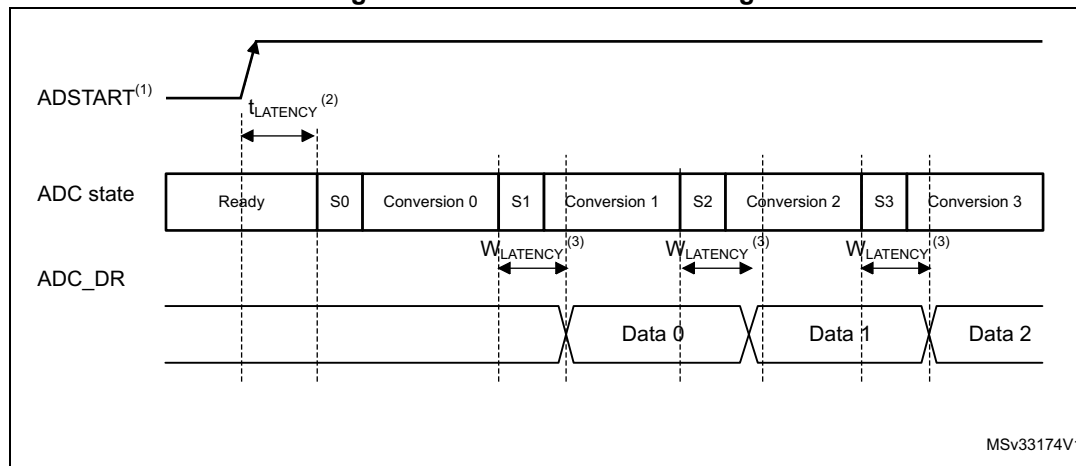 ADSTART(1)
tLATENCY (2)
ADC state
Ready S0 Conversion 0 S1 Conversion 1 S2 Conversion 2 S3 Conversion 3
WLATENCY(3) WLATENCY(3) WLATENCY(3)
ADC_DR
Data 0 Data 1 Data 2
MSv33174V1